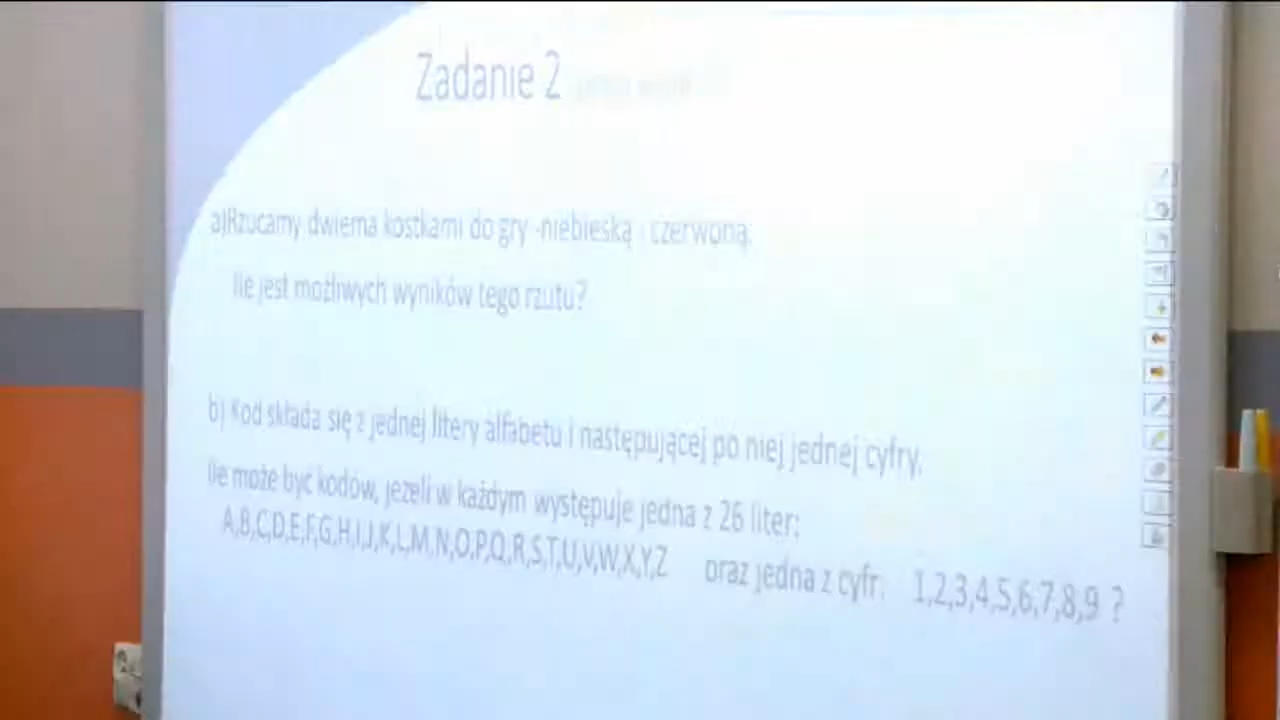 Zadanie 2
a)Rzucamy dwiema kostkami do gry -niebieską i czerwoną.
Ile jest możliwych wyników tego rzutu?
b) Kod składa się z jednej litery alfabetu i następującej po niej jednej cyfry.
Ile może być kodów, jeżeli w każdym występuje jedna z 26 liter:
A,B,C,D,E,F,G,H,I,J,K,L,M,N,O,P,Q,R,S,T,U,V,W,X,Y,Z oraz jedna z cyfr: 1,2,3,4,5,6,7,8,9 ?